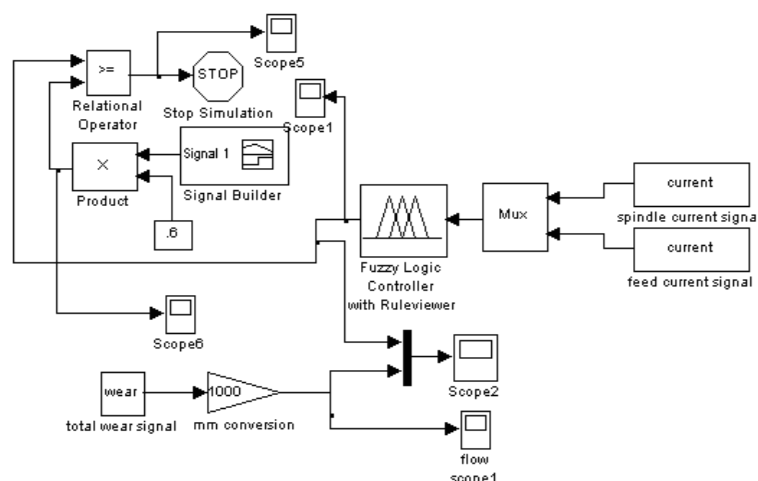 Scope5
>=
STOP
Relational
Operator
Stop Simulation
Scope1
Signal 1
×
Product
Signal Builder
.6
current
Mux
spindle current signa
current
feed current signal
Fuzzy Logic
Controller
with Ruleviewer
Scope6
Scope2
wear
1000
total wear signal
mm conversion
flow
scope1